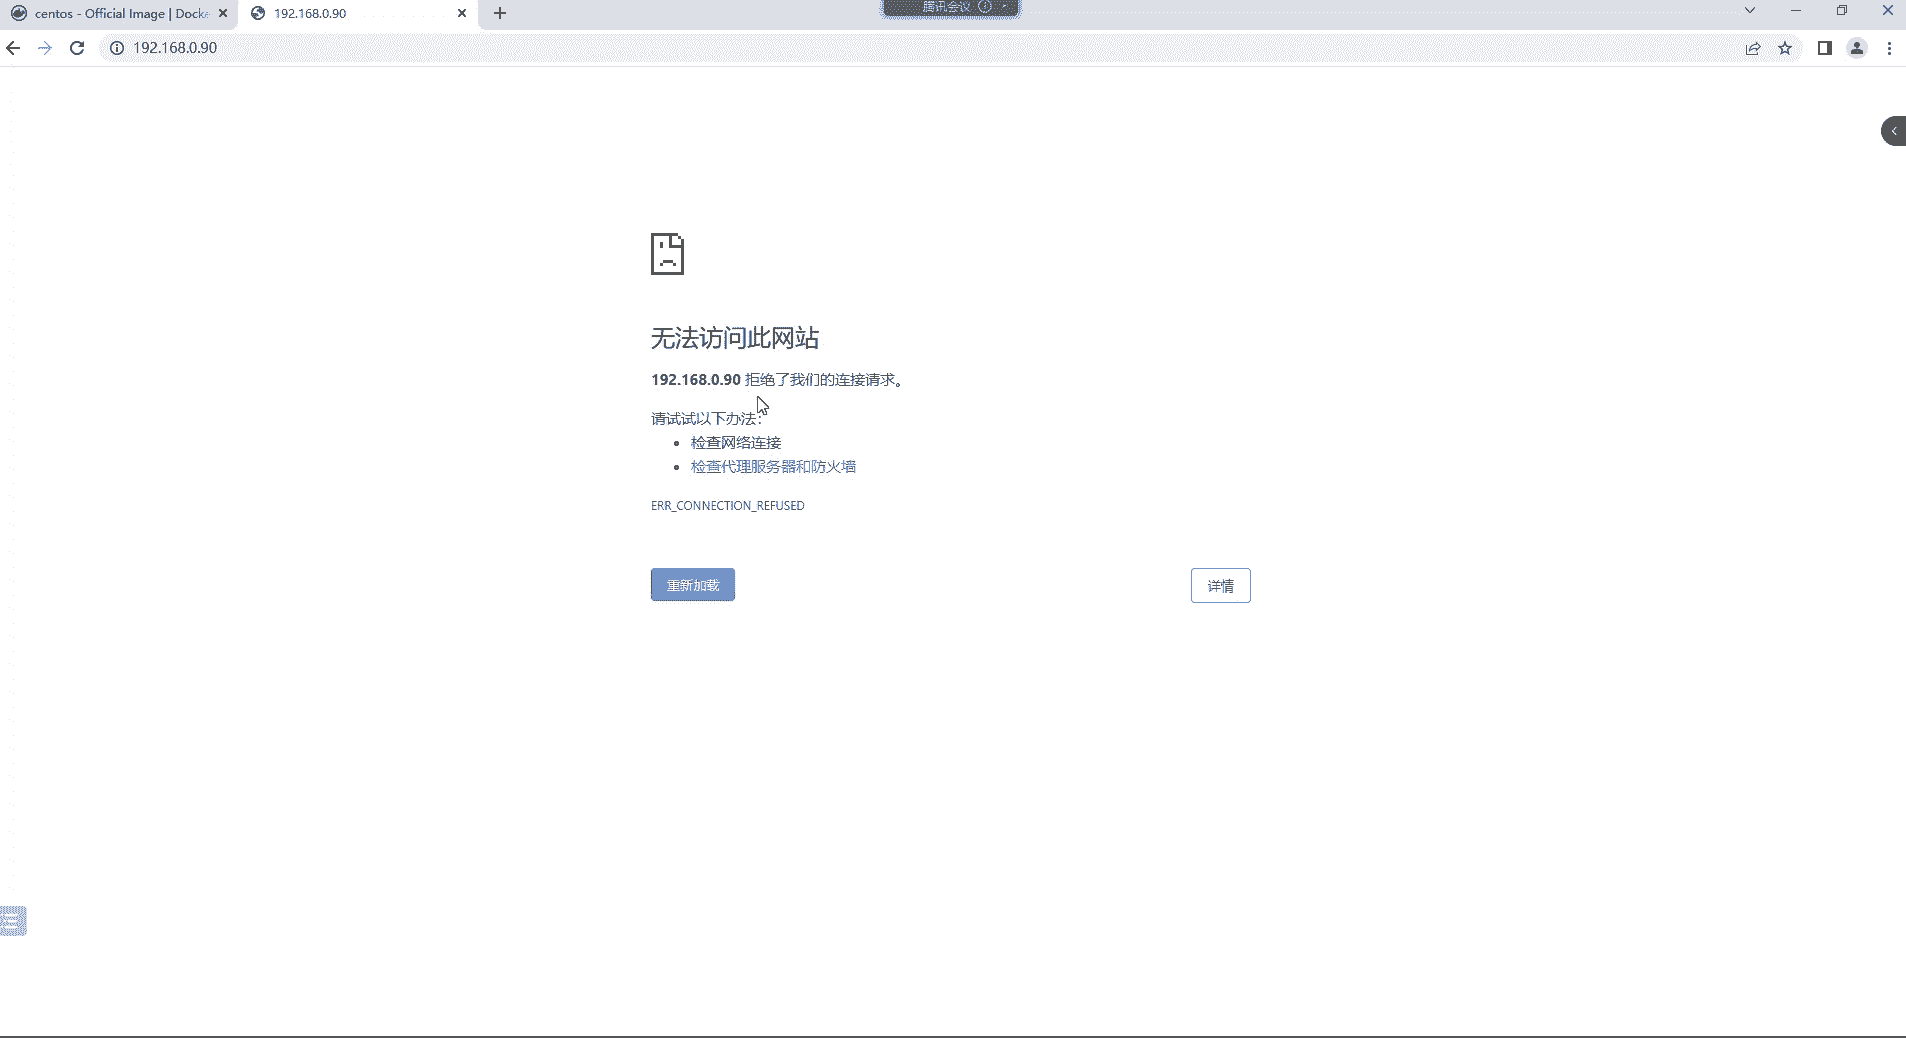 centos - Official Image | Docke
192.168.0.90
腾讯会议
192.168.0.90
无法访问此网站
192.168.0.90 拒绝了我们的连接请求。
请试试以下办法：
检查网络连接
检查代理服务器和防火墙
ERR_CONNECTION_REFUSED
重新加载
详情